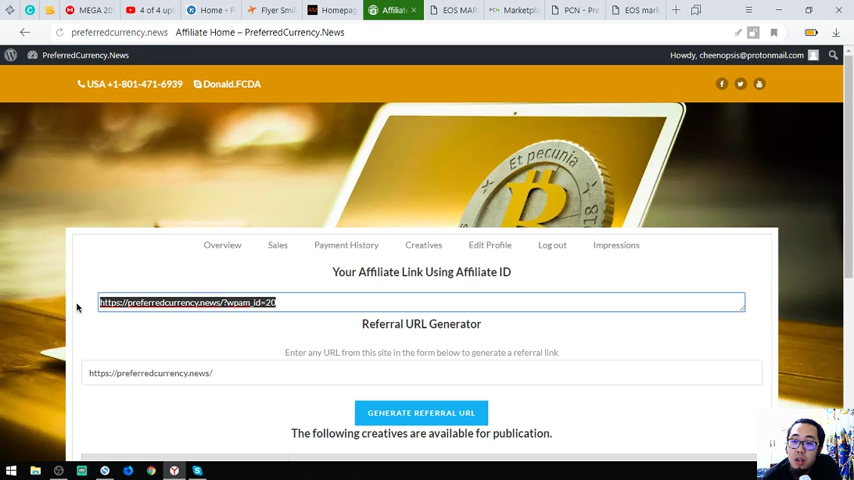 MEGA 20
4 of 4 upl
Home - F
Flyer Smil
Homepag
Affiliate
EOS MAR
Marketpla
PCN - Pre
EOS mark
preferredcurrency.news Affiliate Home – PreferredCurrency.News
PreferredCurrency.News
Howdy, cheenopsis@protonmail.com
USA +1-801-471-6939 Donald.FCDA
Et pecunia
Overview Sales Payment History Creatives Edit Profile Log out Impressions
Your Affiliate Link Using Affiliate ID
https://preferredcurrency.news/?wpam_id=20
Referral URL Generator
Enter any URL from this site in the form below to generate a referral link
https://preferredcurrency.news/
GENERATE REFERRAL URL
The following creatives are available for publication.